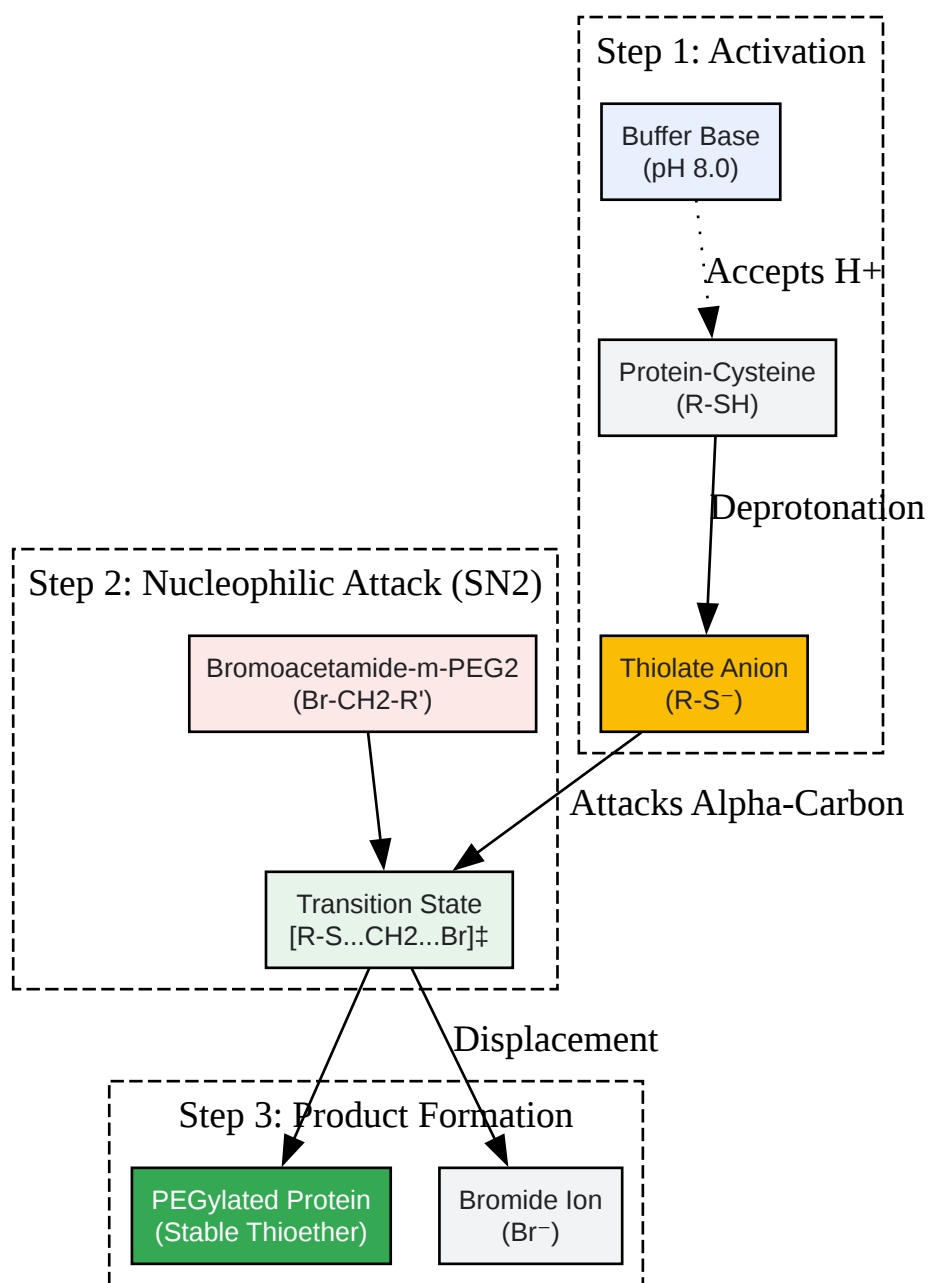 Step 1: Activation
Buffer Base
(pH 8.0)
Accepts H+
Protein-Cysteine
(R-SH)
Deprotonation
Step 2: Nucleophilic Attack (SN2)
Bromoacetamide-m-PEG2
(Br-CH2-R')
Thiolate Anion
(R-S⁻)
Attacks Alpha-Carbon
Transition State
[R-S...CH2...Br]‡
Displacement
Step 3: Product Formation
PEGylated Protein
(Stable Thioether)
Bromide Ion
(Br⁻)